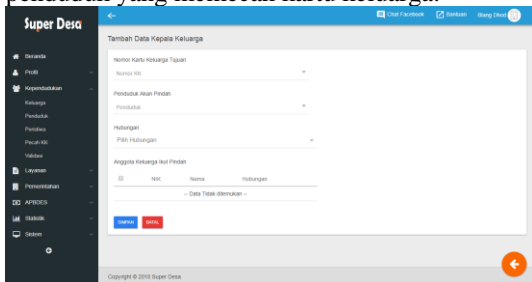 penduduk yang memecah kartu keluarga.
Super Desa
Chat Facebook
Bantuan
Tambah Data Kepala Keluarga
Beranda
Profil
Kependudukan
Keluarga
Penduduk
Peristiwa
Pecah KK
Validasi
Layanan
Pemerintahan
APBDES
Statistik
Sistem
Nomor Kartu Keluarga Tujuan
Nomor KK
Penduduk Akan Pindah
Penduduk
Hubungan
Pilih Hubungan
Anggota Keluarga Ikut Pindah
NIK Nama Hubungan
-- Data Tidak ditemukan --
SIMPAN BATAL
Copyright © 2019 Super Desa